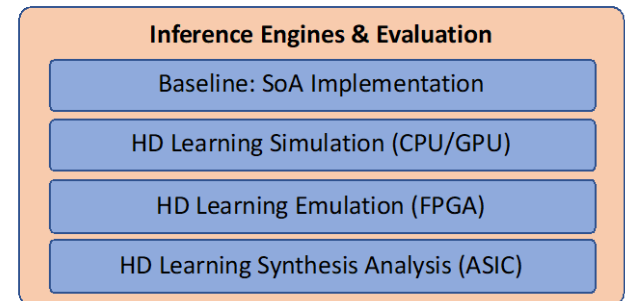 Inference Engines & Evaluation
Baseline: SoA Implementation
HD Learning Simulation (CPU/GPU)
HD Learning Emulation (FPGA)
HD Learning Synthesis Analysis (ASIC)